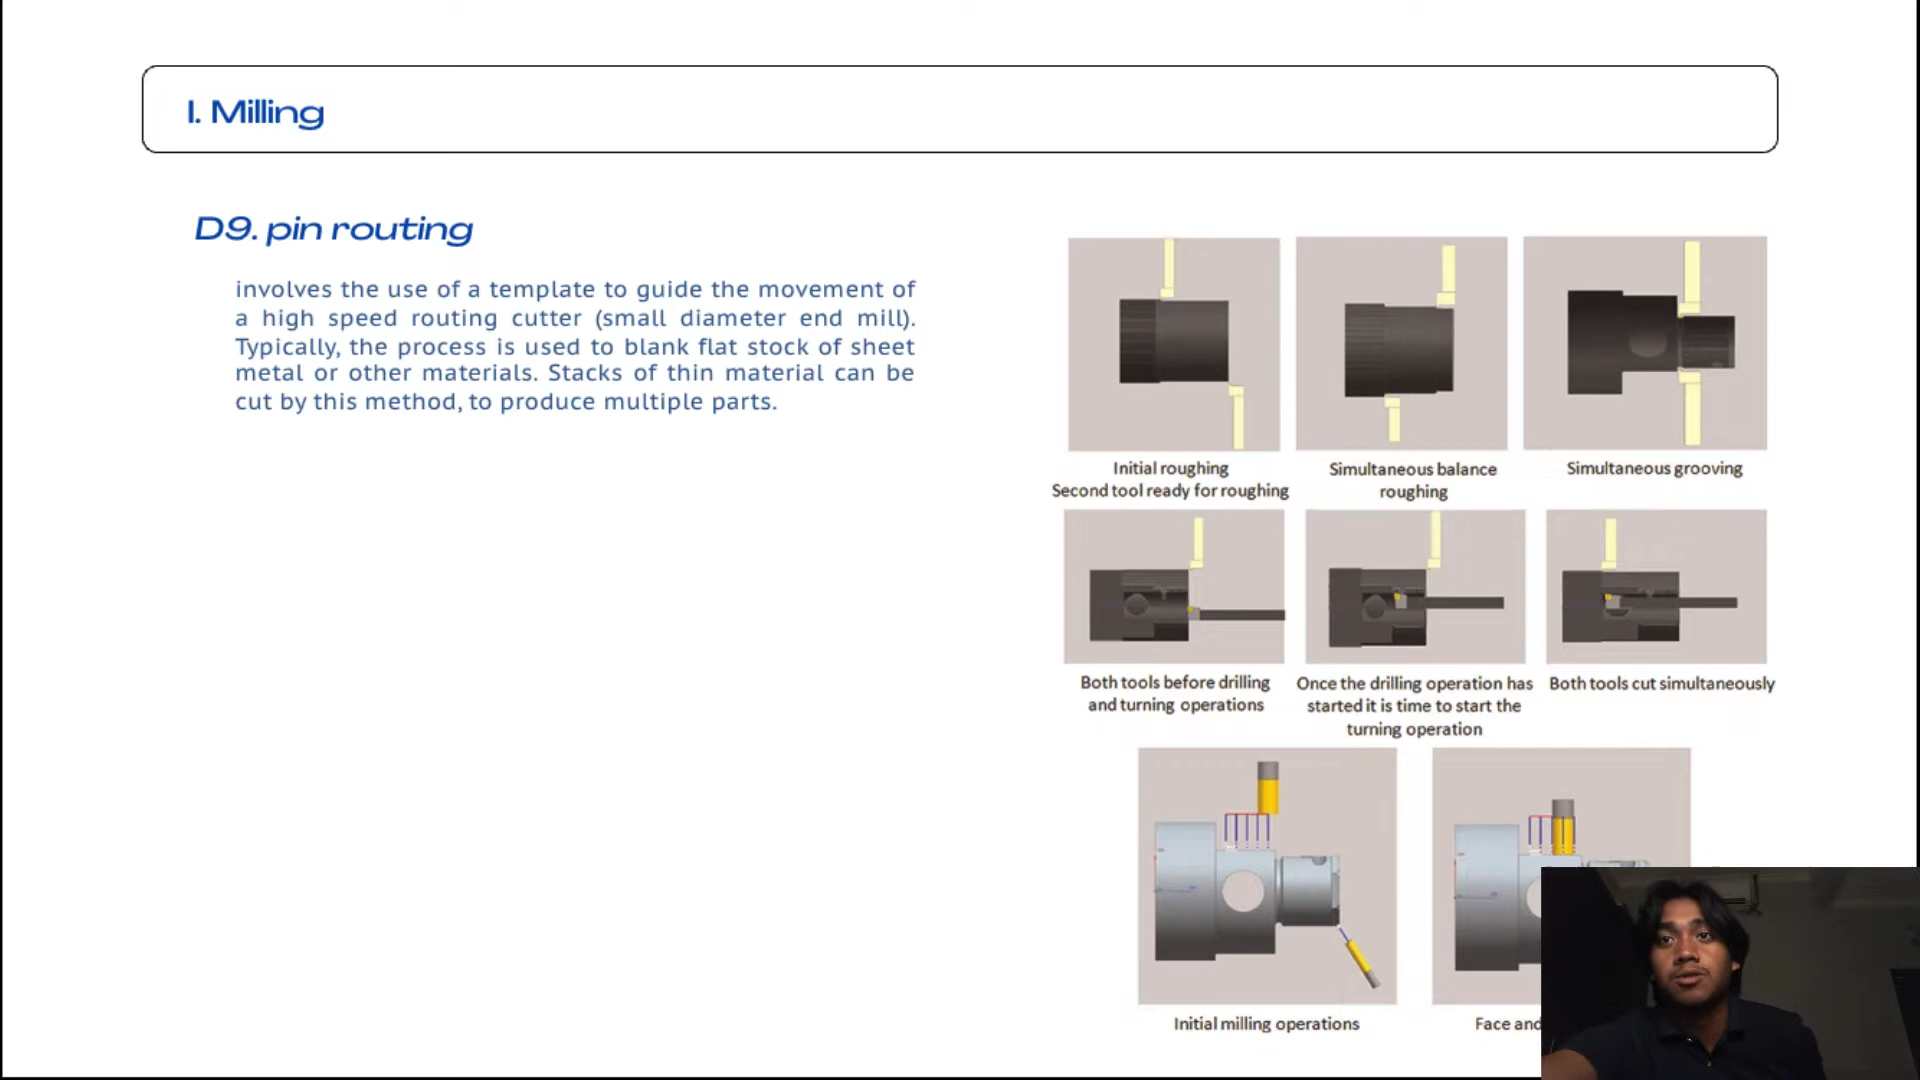 I. Milling
D9. pin routing
involves the use of a template to guide the movement of
a high speed routing cutter (small diameter end mill).
Typically, the process is used to blank flat stock of sheet
metal or other materials. Stacks of thin material can be
cut by this method, to produce multiple parts.
Initial roughing
Second tool ready for roughing
Simultaneous balance
roughing
Simultaneous grooving
Both tools before drilling
and turning operations
Once the drilling operation has
started it is time to start the
turning operation
Both tools cut simultaneously
Initial milling operations
Face and